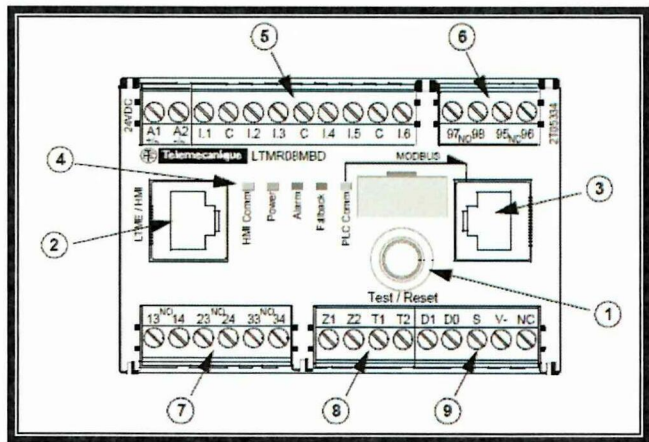 5
6
24VDC
A1 A2 I.1 C I.2 I.3 C I.4 I.5 C I.6
97 NO 98 95 NC 96
2T05334
Telemecanique LTMR08MBD
MODBUS
4
LTME / HMI
2
HMI Comm
Power
Alarm
Fallback
PLC Comm
3
1
Test / Reset
13 NO 14 23 NO 24 33 NO 34
Z1 Z2 T1 T2 D1 D0 S V- NC
7
8
9